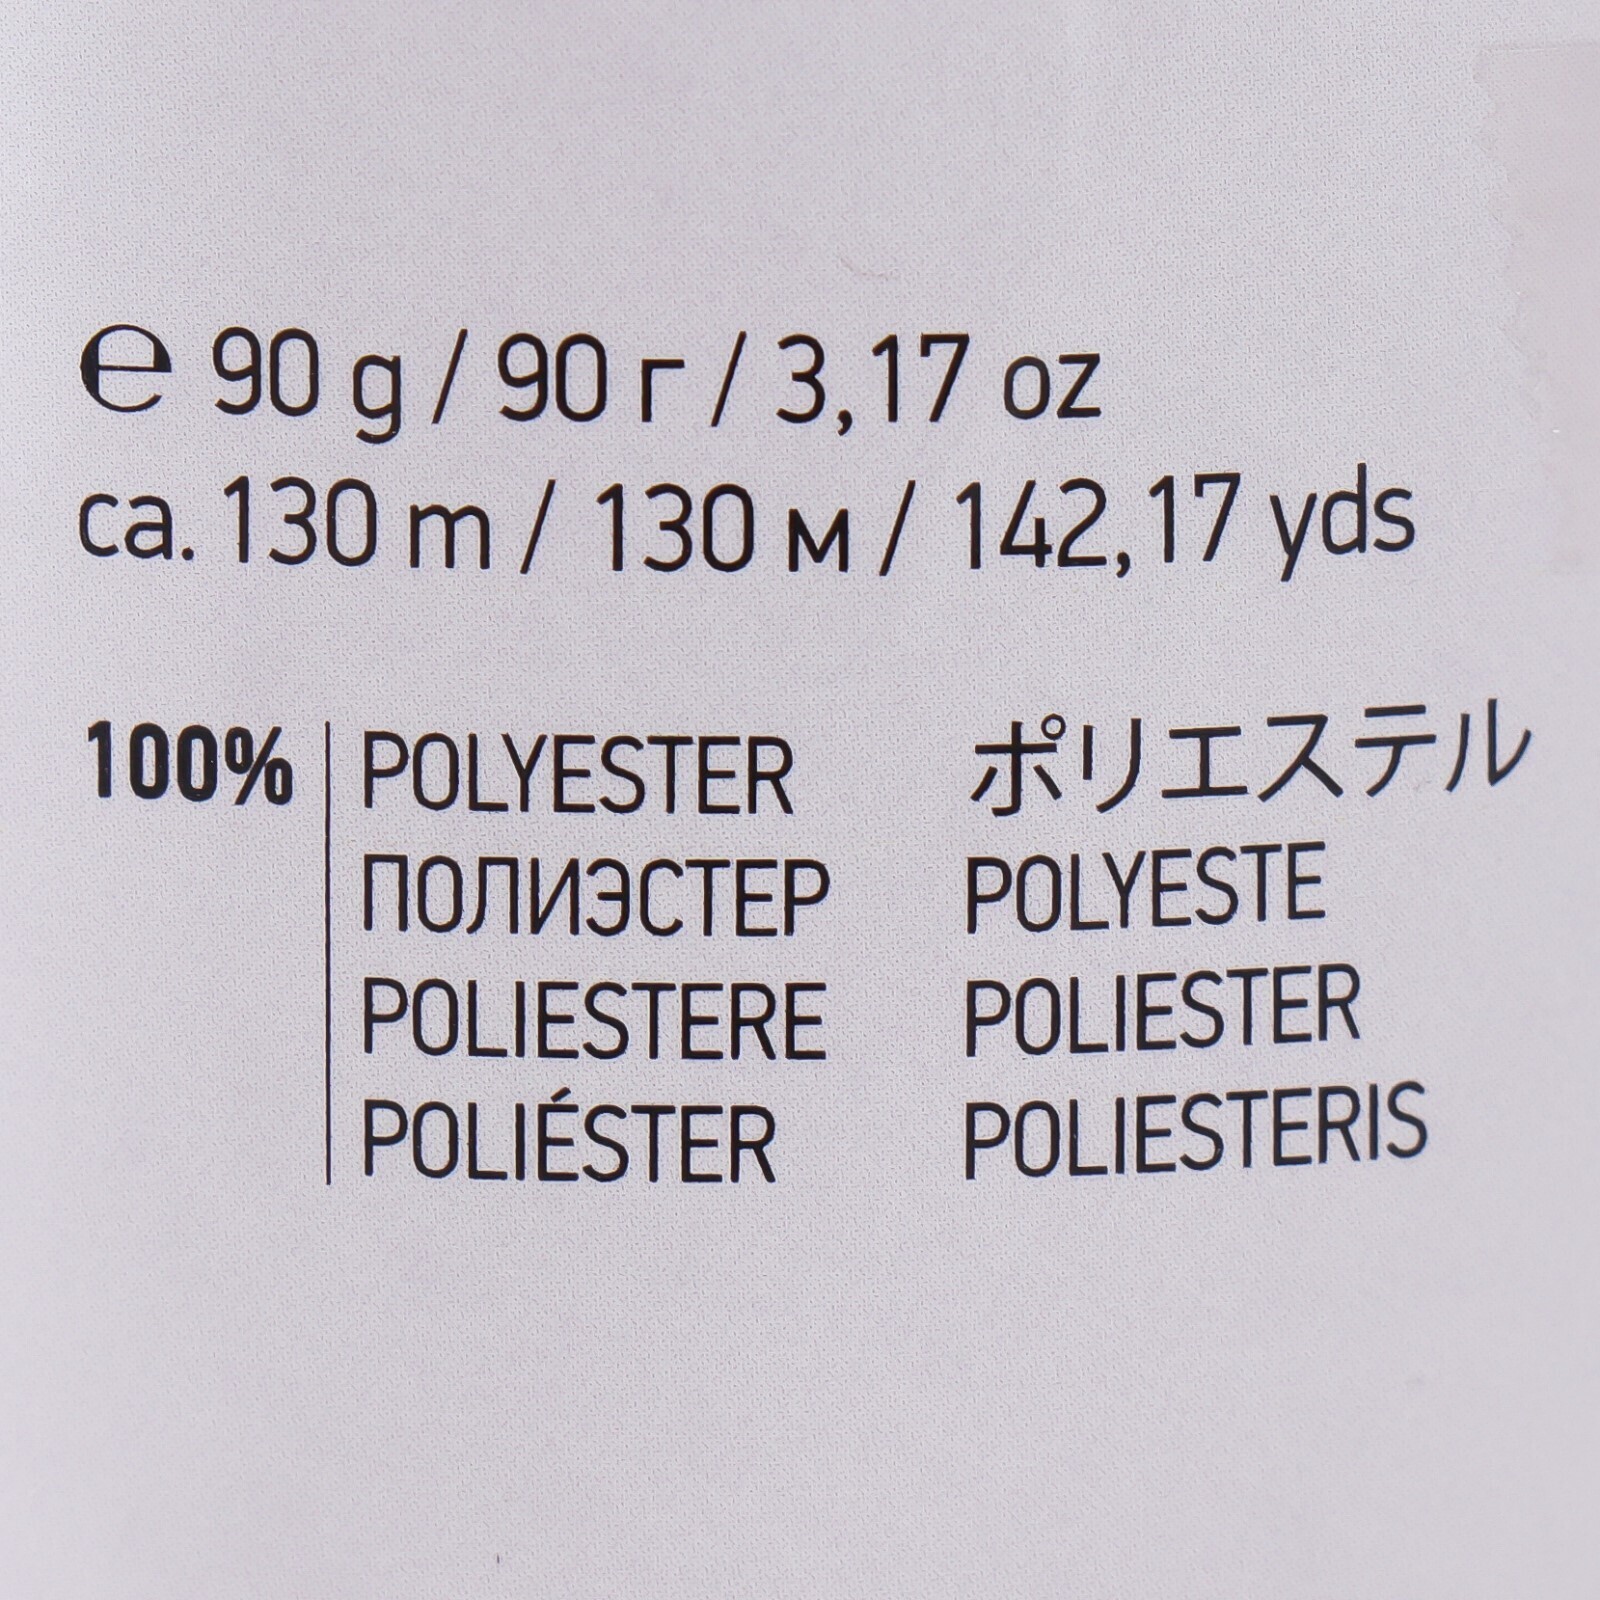 ℮ 90 g / 90 г / 3,17 oz
ca. 130 m / 130 м / 142,17 yds
100% POLYESTER ポリエステル
ПОЛИЭСТЕР POLYESTE
POLIESTERE POLIESTER
POLIÉSTER POLIESTERIS